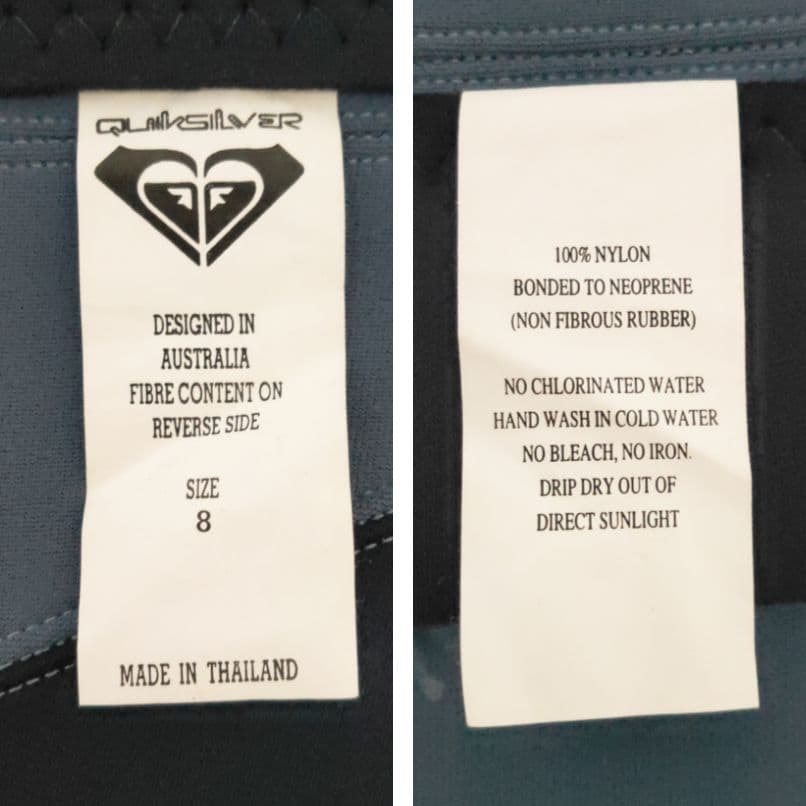 QUIKSILVER
DESIGNED IN
AUSTRALIA
FIBRE CONTENT ON
REVERSE SIDE
SIZE
8
MADE IN THAILAND
100% NYLON
BONDED TO NEOPRENE
(NON FIBROUS RUBBER)
NO CHLORINATED WATER
HAND WASH IN COLD WATER
NO BLEACH, NO IRON.
DRIP DRY OUT OF
DIRECT SUNLIGHT